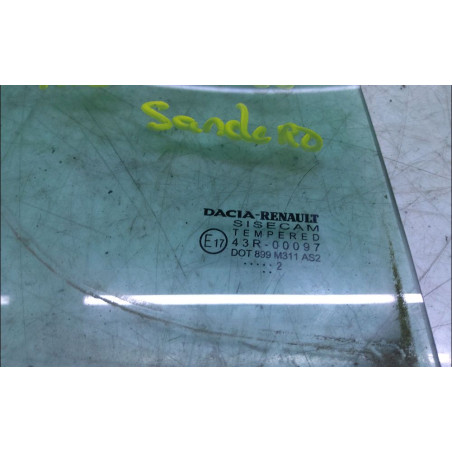 SandeRO
DACIA-RENAULT
SISECAM
TEMPERED
E17 43R-00097
DOT 899 M311 AS2
..... 2